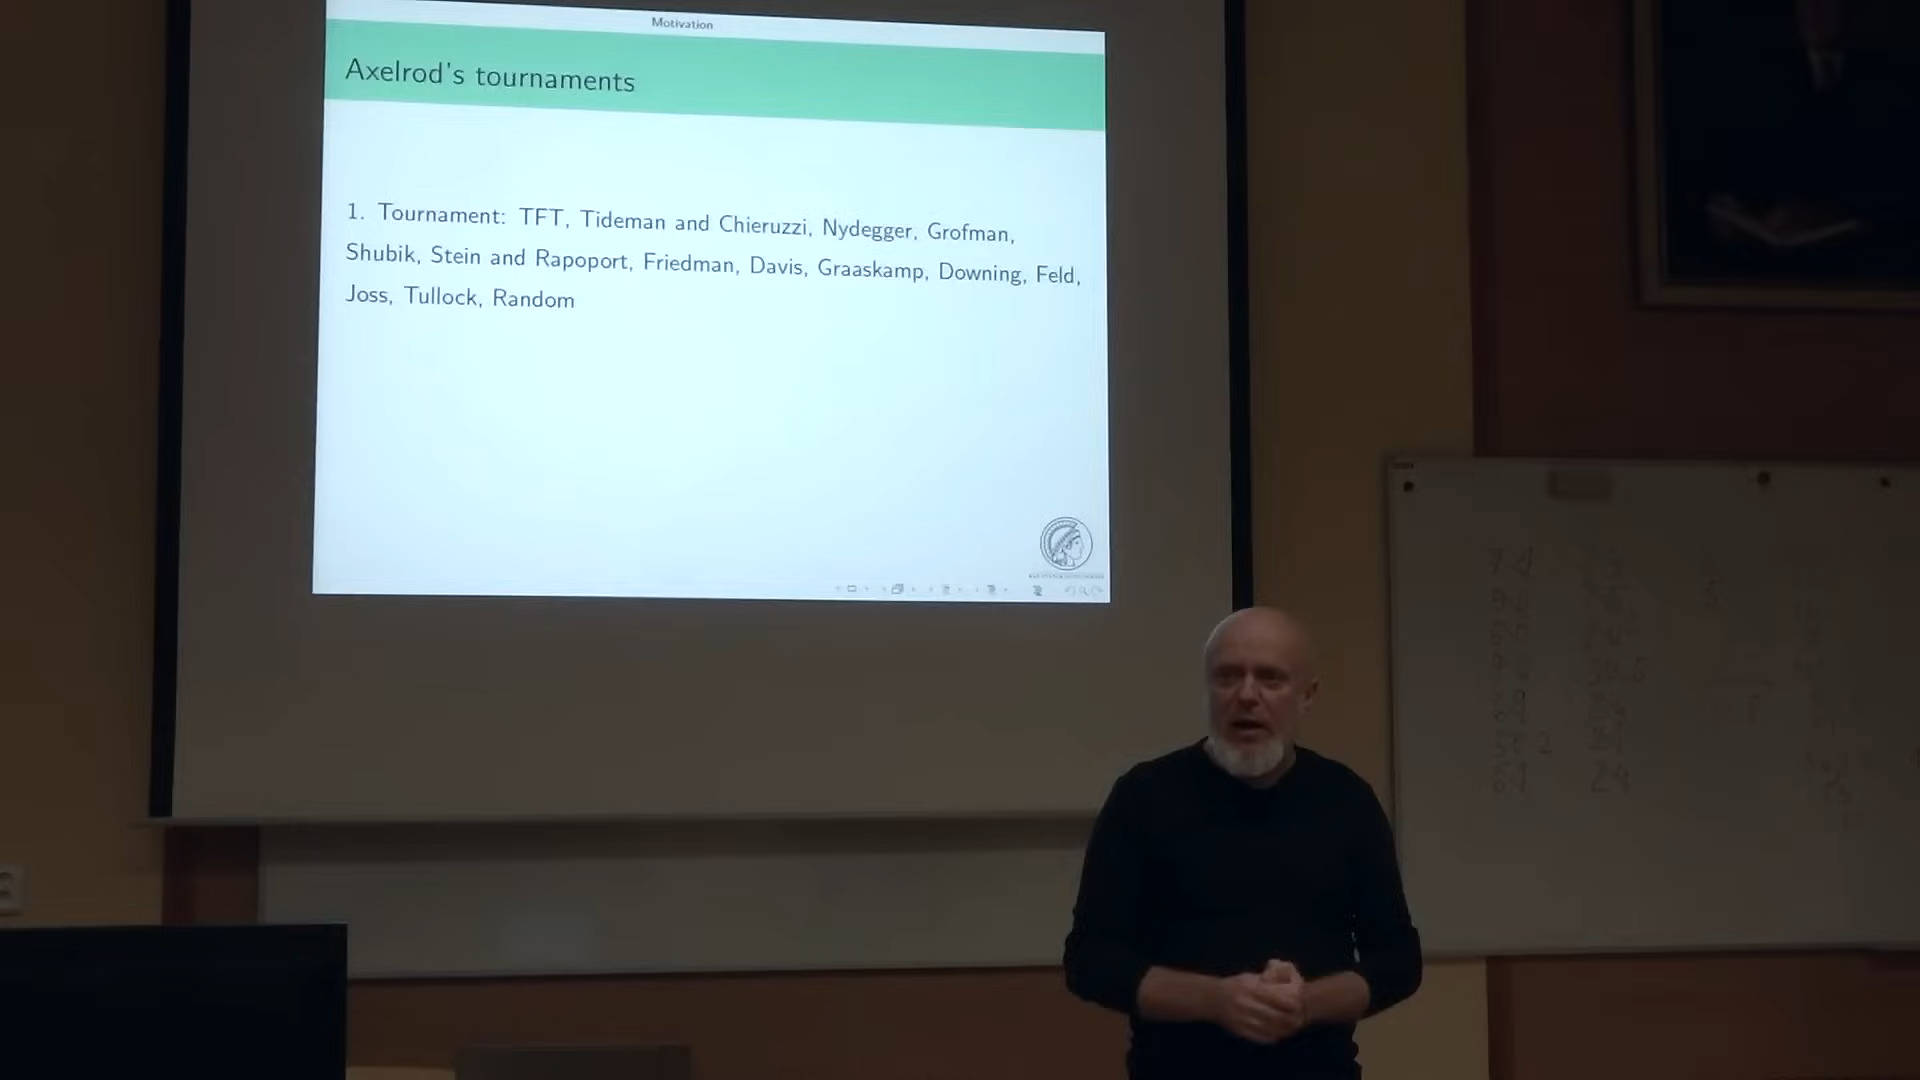 Motivation
Axelrod's tournaments
1. Tournament: TFT, Tideman and Chieruzzi, Nydegger, Grofman,
Shubik, Stein and Rapoport, Friedman, Davis, Graaskamp, Downing, Feld,
Joss, Tullock, Random